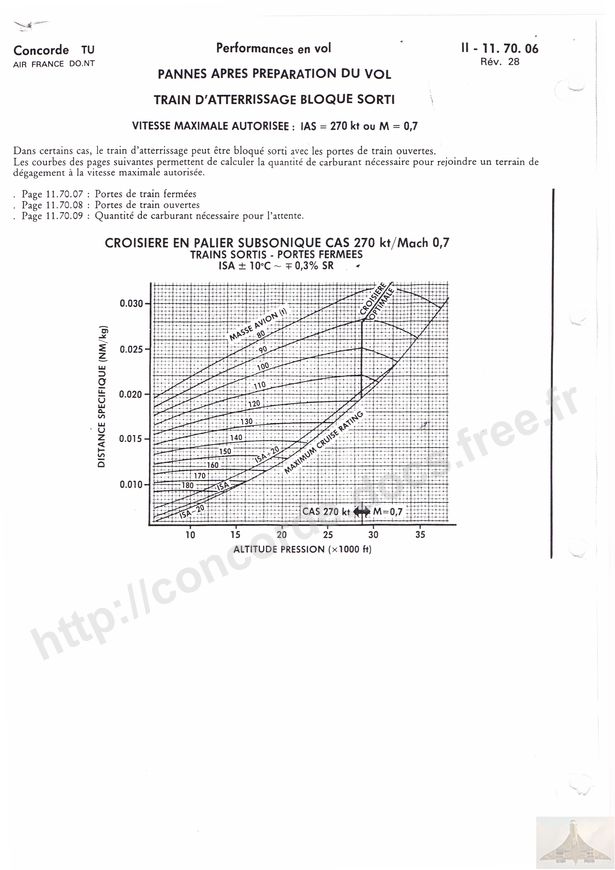 Concorde TU
AIR FRANCE DO.NT
Performances en vol
II - 11. 70. 06
Rév. 28
PANNES APRES PREPARATION DU VOL
TRAIN D'ATTERRISSAGE BLOQUE SORTI
VITESSE MAXIMALE AUTORISEE : IAS = 270 kt ou M = 0,7
Dans certains cas, le train d'atterrissage peut être bloqué sorti avec les portes de train ouvertes.
Les courbes des pages suivantes permettent de calculer la quantité de carburant nécessaire pour rejoindre un terrain de
dégagement à la vitesse maximale autorisée.
. Page 11.70.07 : Portes de train fermées
. Page 11.70.08 : Portes de train ouvertes
. Page 11.70.09 : Quantité de carburant nécessaire pour l'attente.
CROISIERE EN PALIER SUBSONIQUE CAS 270 kt/Mach 0,7
TRAINS SORTIS - PORTES FERMEES
ISA ± 10°C ~ ∓ 0,3% SR
DISTANCE SPECIFIQUE (NM/kg)
0.030
0.025
0.020
0.015
0.010
MASSE AVION (t)
80
90
100
110
120
130
140
150
160
170
180
CROISIERE
OPTIMALE
MAXIMUM CRUISE RATING
ISA+20
ISA
ISA-20
CAS 270 kt M=0,7
10 15 20 25 30 35
ALTITUDE PRESSION (×1000 ft)
http://concorde.docs.free.fr